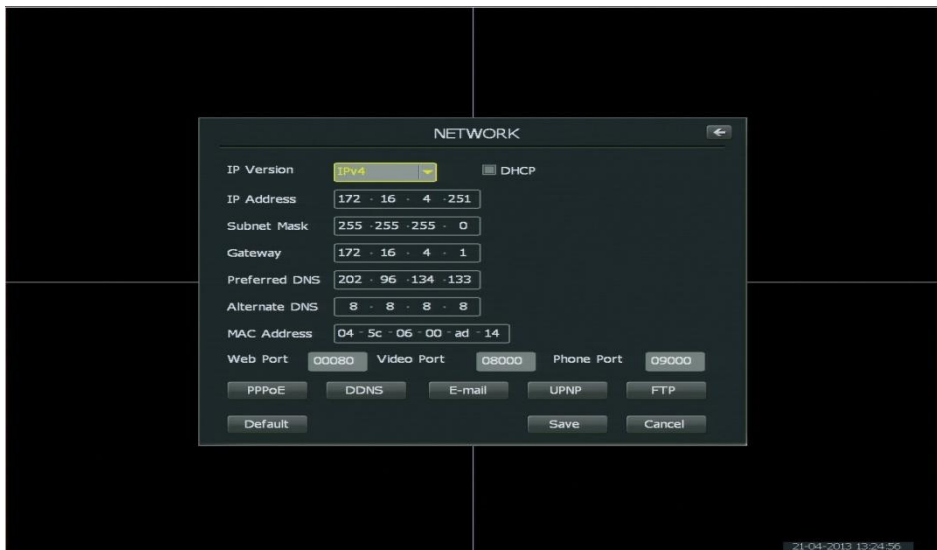 NETWORK
IP Version IPv4 DHCP
IP Address 172 . 16 . 4 .251
Subnet Mask 255 .255 .255 . 0
Gateway 172 . 16 . 4 . 1
Preferred DNS 202 . 96 .134 .133
Alternate DNS 8 . 8 . 8 . 8
MAC Address 04 - 5c - 06 - 00 - ad - 14
Web Port 00080 Video Port 08000 Phone Port 09000
PPPoE DDNS E-mail UPNP FTP
Default Save Cancel
21-04-2013 13:24:56